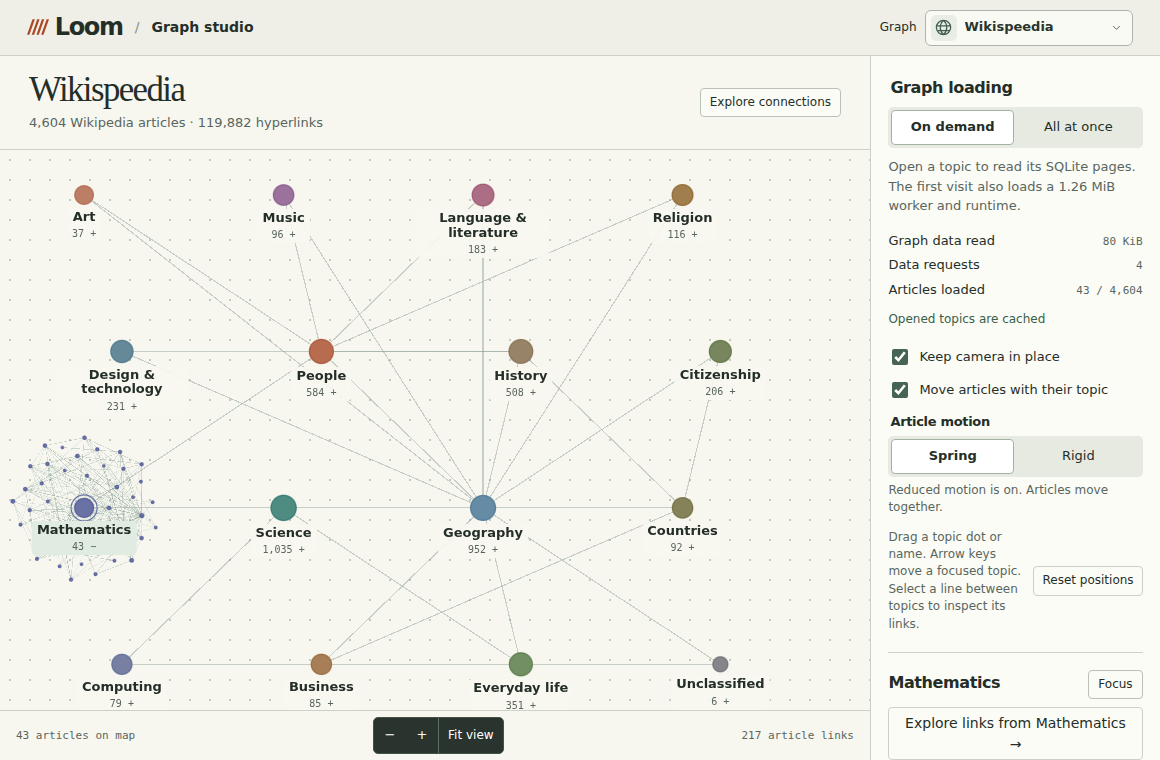 Loom / Graph studio
Graph Wikispeedia
Wikispeedia
4,604 Wikipedia articles · 119,882 hyperlinks
Explore connections
Art
37 +
Music
96 +
Language &
literature
183 +
Religion
116 +
Design &
technology
231 +
People
584 +
History
508 +
Citizenship
206 +
Mathematics
43 −
Science
1,035 +
Geography
952 +
Countries
92 +
Computing
79 +
Business
85 +
Everyday life
351 +
Unclassified
6 +
43 articles on map
− + Fit view
217 article links
Graph loading
On demand All at once
Open a topic to read its SQLite pages.
The first visit also loads a 1.26 MiB
worker and runtime.
Graph data read 80 KiB
Data requests 4
Articles loaded 43 / 4,604
Opened topics are cached
Keep camera in place
Move articles with their topic
Article motion
Spring Rigid
Reduced motion is on. Articles move
together.
Drag a topic dot or
name. Arrow keys
move a focused topic.
Select a line between
topics to inspect its
links.
Reset positions
Mathematics
Focus
Explore links from Mathematics
→